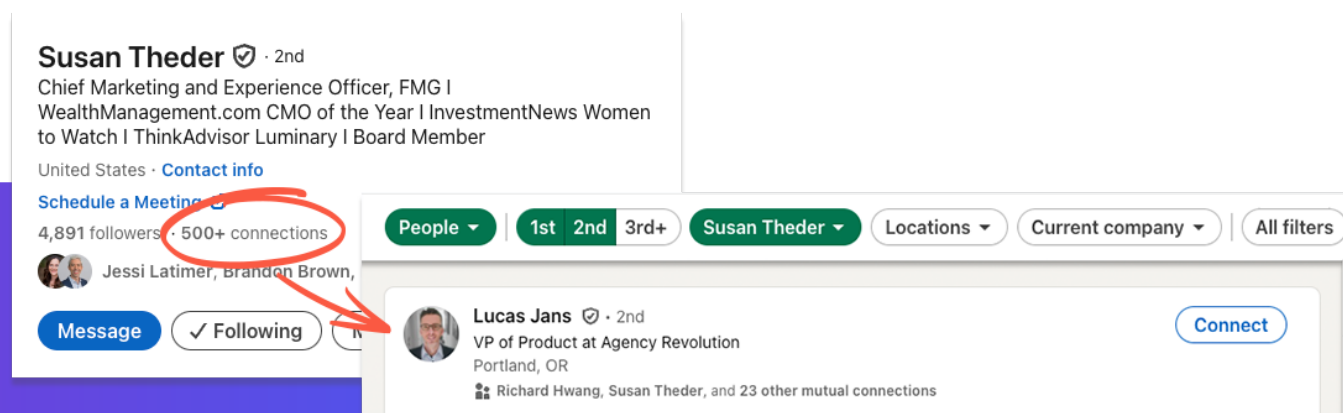 Susan Theder · 2nd
Chief Marketing and Experience Officer, FMG I
WealthManagement.com CMO of the Year I InvestmentNews Women
to Watch I ThinkAdvisor Luminary I Board Member
United States · Contact info
Schedule a Meeting
4,891 followers · 500+ connections
Jessi Latimer, Brandon Brown,
Message ✓ Following
People 1st 2nd 3rd+ Susan Theder Locations Current company All filters
Lucas Jans · 2nd
VP of Product at Agency Revolution
Portland, OR
Richard Hwang, Susan Theder, and 23 other mutual connections
Connect